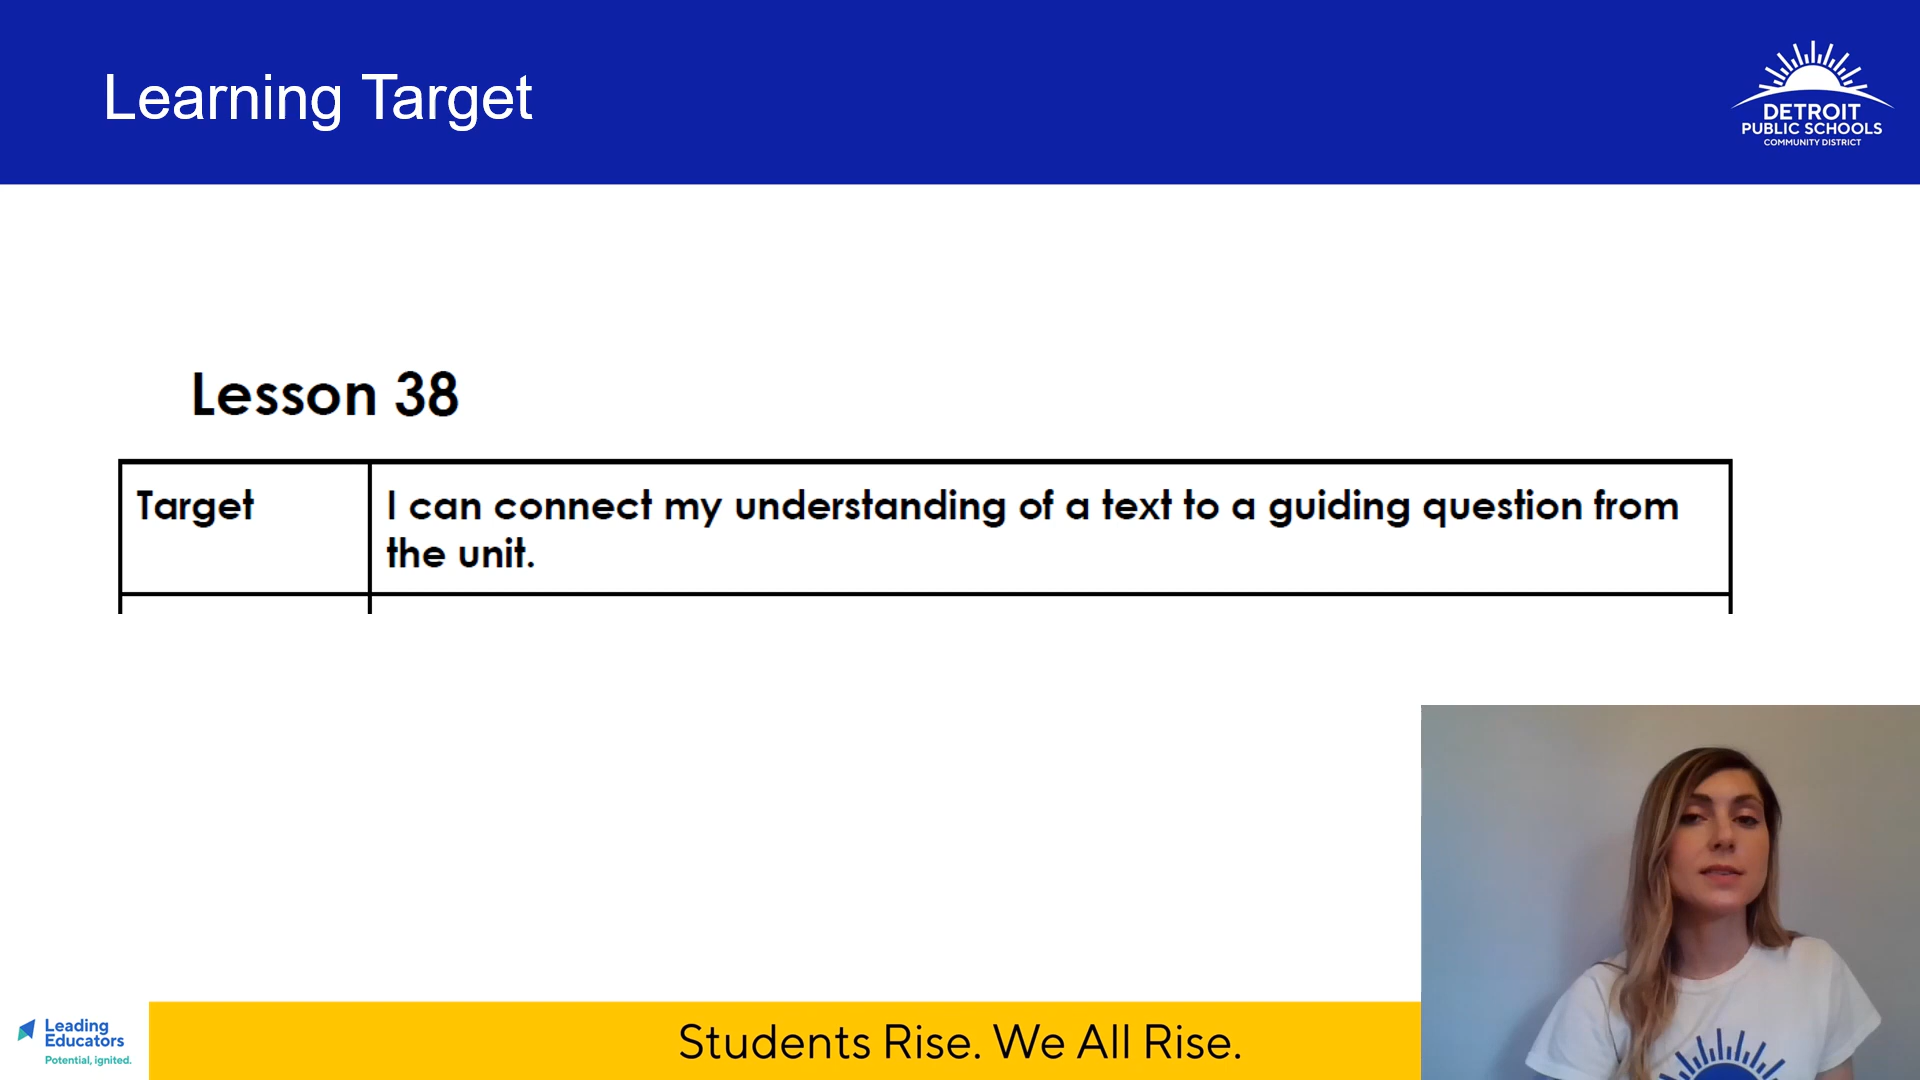 Learning Target
DETROIT
PUBLIC SCHOOLS
COMMUNITY DISTRICT
Lesson 38
Target
I can connect my understanding of a text to a guiding question from
the unit.
Leading
Educators
Potential, ignited.
Students Rise. We All Rise.